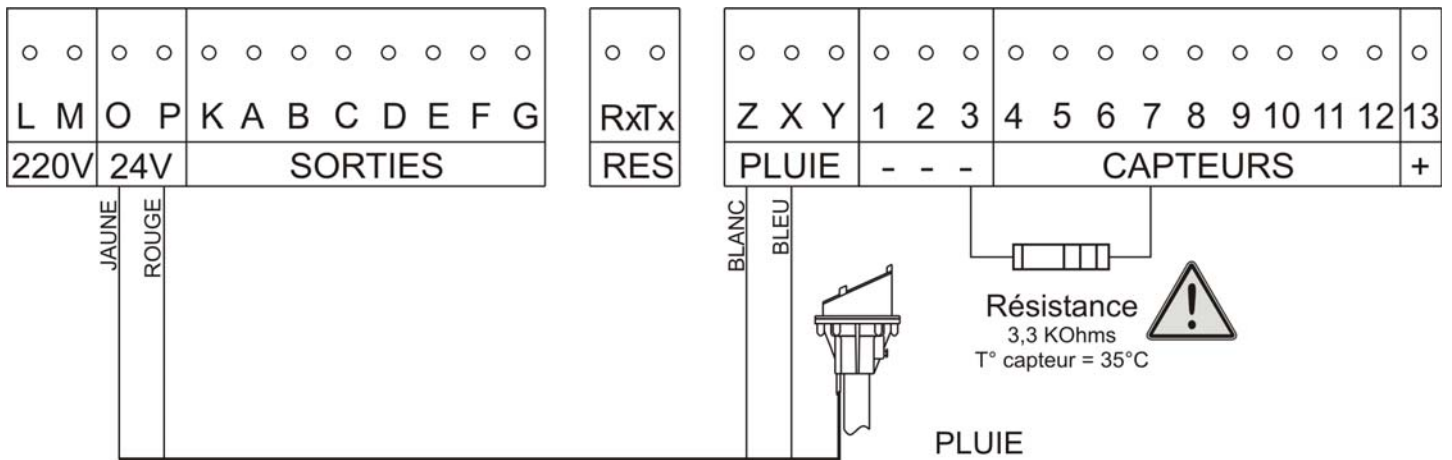 L M O P K A B C D E F G RxTx Z X Y 1 2 3 4 5 6 7 8 9 10 11 12 13
220V 24V SORTIES RES PLUIE - - - CAPTEURS +
JAUNE
ROUGE
BLANC
BLEU
Résistance
3,3 KOhms
T° capteur = 35°C
PLUIE